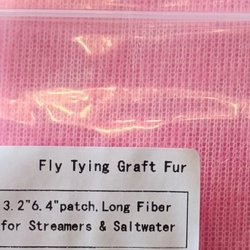 Fly Tying Graft Fur
3.2"6.4"patch.Long Fiber
for Streamers & Saltwater